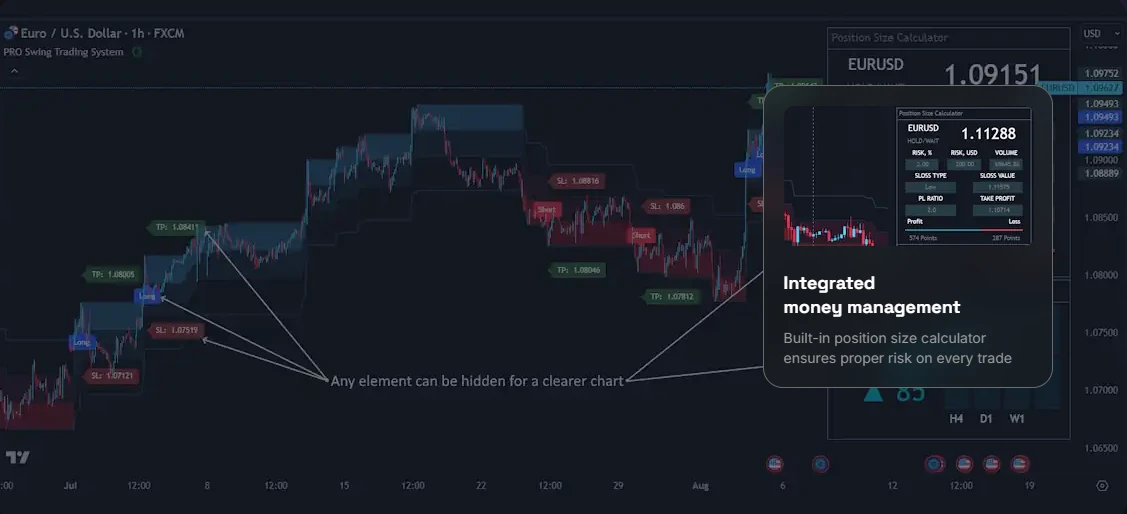 Euro / U.S. Dollar · 1h · FXCM
PRO Swing Trading System
Position Size Calculator
EURUSD
1.09151
USD
1.09752
EURUSD 1.09627
1.09493
1.09493
1.09234
1.09234
1.09000
1.08889
1.08500
1.08000
1.07500
1.07000
1.06500
TP: 1.08411
TP: 1.08005
Long
SL: 1.07519
Long
SL: 1.07121
SL: 1.08816
Short
SL: 1.086
Short
TP: 1.08046
TP: 1.07812
Long
Any element can be hidden for a clearer chart
Position Size Calculator
EURUSD
1.11288
HOLD/WAIT
RISK, % RISK, USD VOLUME
2.00 200.00
SLOSS TYPE SLOSS VALUE
1.11575
PL RATIO TAKE PROFIT
2.0 1.10714
Profit Loss
574 Points 287 Points
Integrated
money management
Built-in position size calculator
ensures proper risk on every trade
85
H4 D1 W1
:00 Jul 12:00 8 12:00 15 12:00 22 12:00 29 Aug 6 12 12:00 19